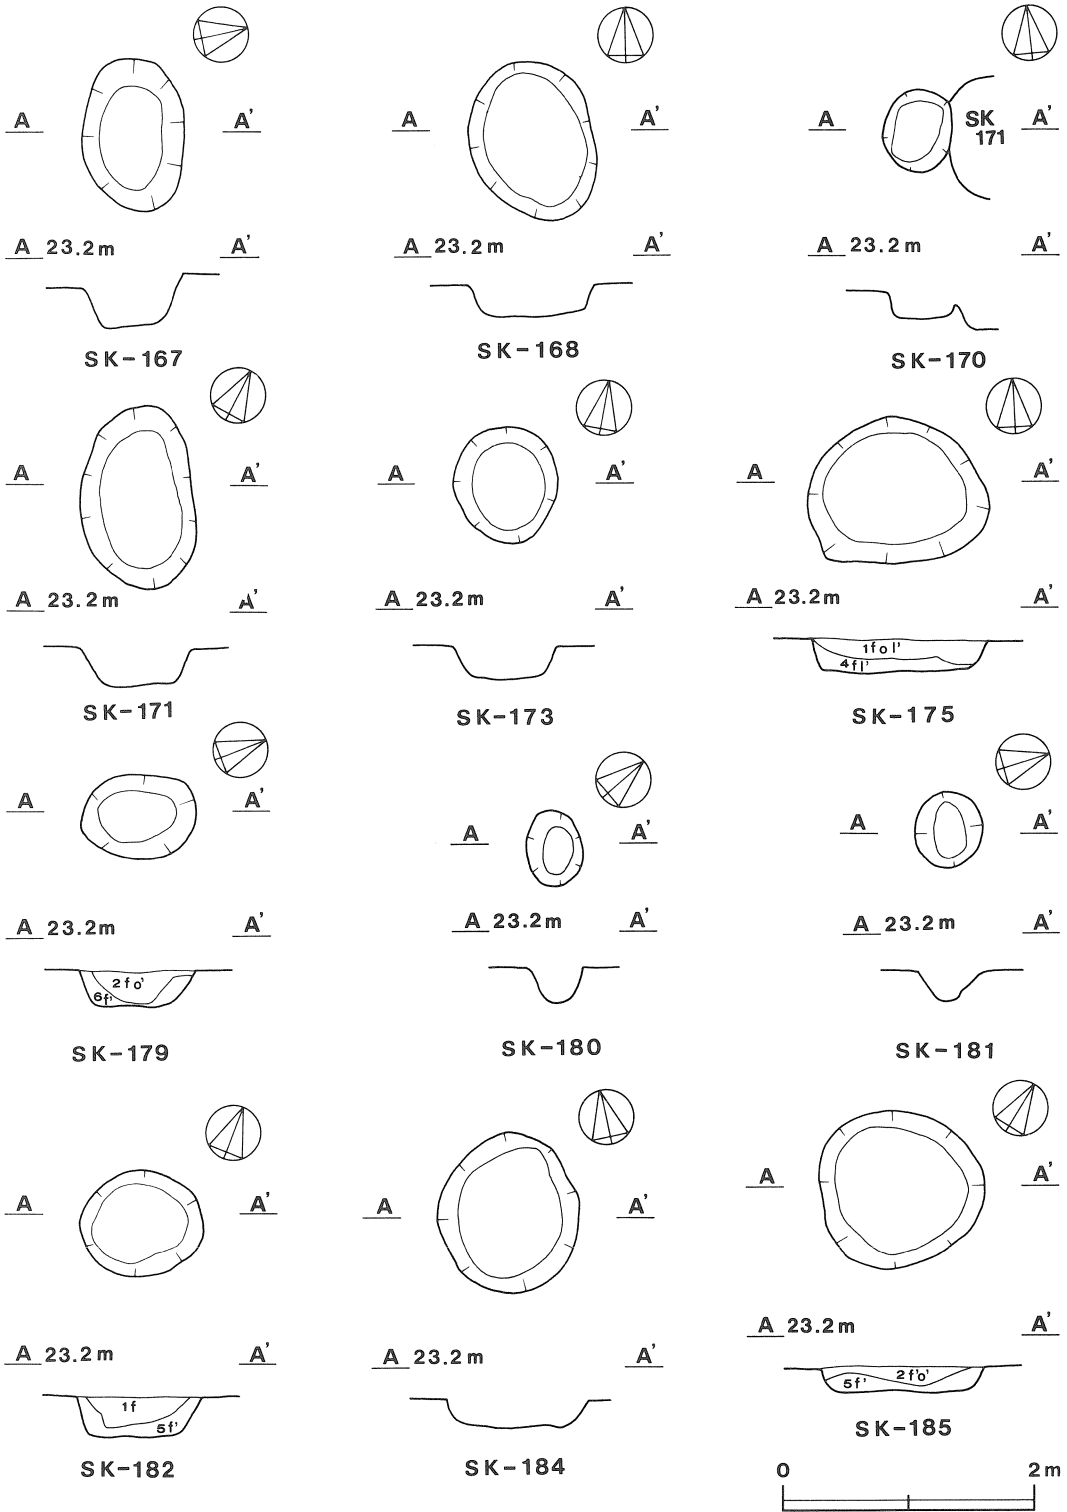 A A'
A 23.2m A'
SK-167
A A'
A 23.2m A'
SK-168
A SK 171 A'
A 23.2m A'
SK-170
A A'
A 23.2m A'
SK-171
A A'
A 23.2m A'
SK-173
A A'
A 23.2m A'
1fol'
4fl'
SK-175
A A'
A 23.2m A'
2fo'
6f'
SK-179
A A'
A 23.2m A'
SK-180
A A'
A 23.2m A'
SK-181
A A'
A 23.2m A'
1f
5f'
SK-182
A A'
A 23.2m A'
SK-184
A A'
A 23.2m A'
2f'o'
5f'
SK-185
0 2m